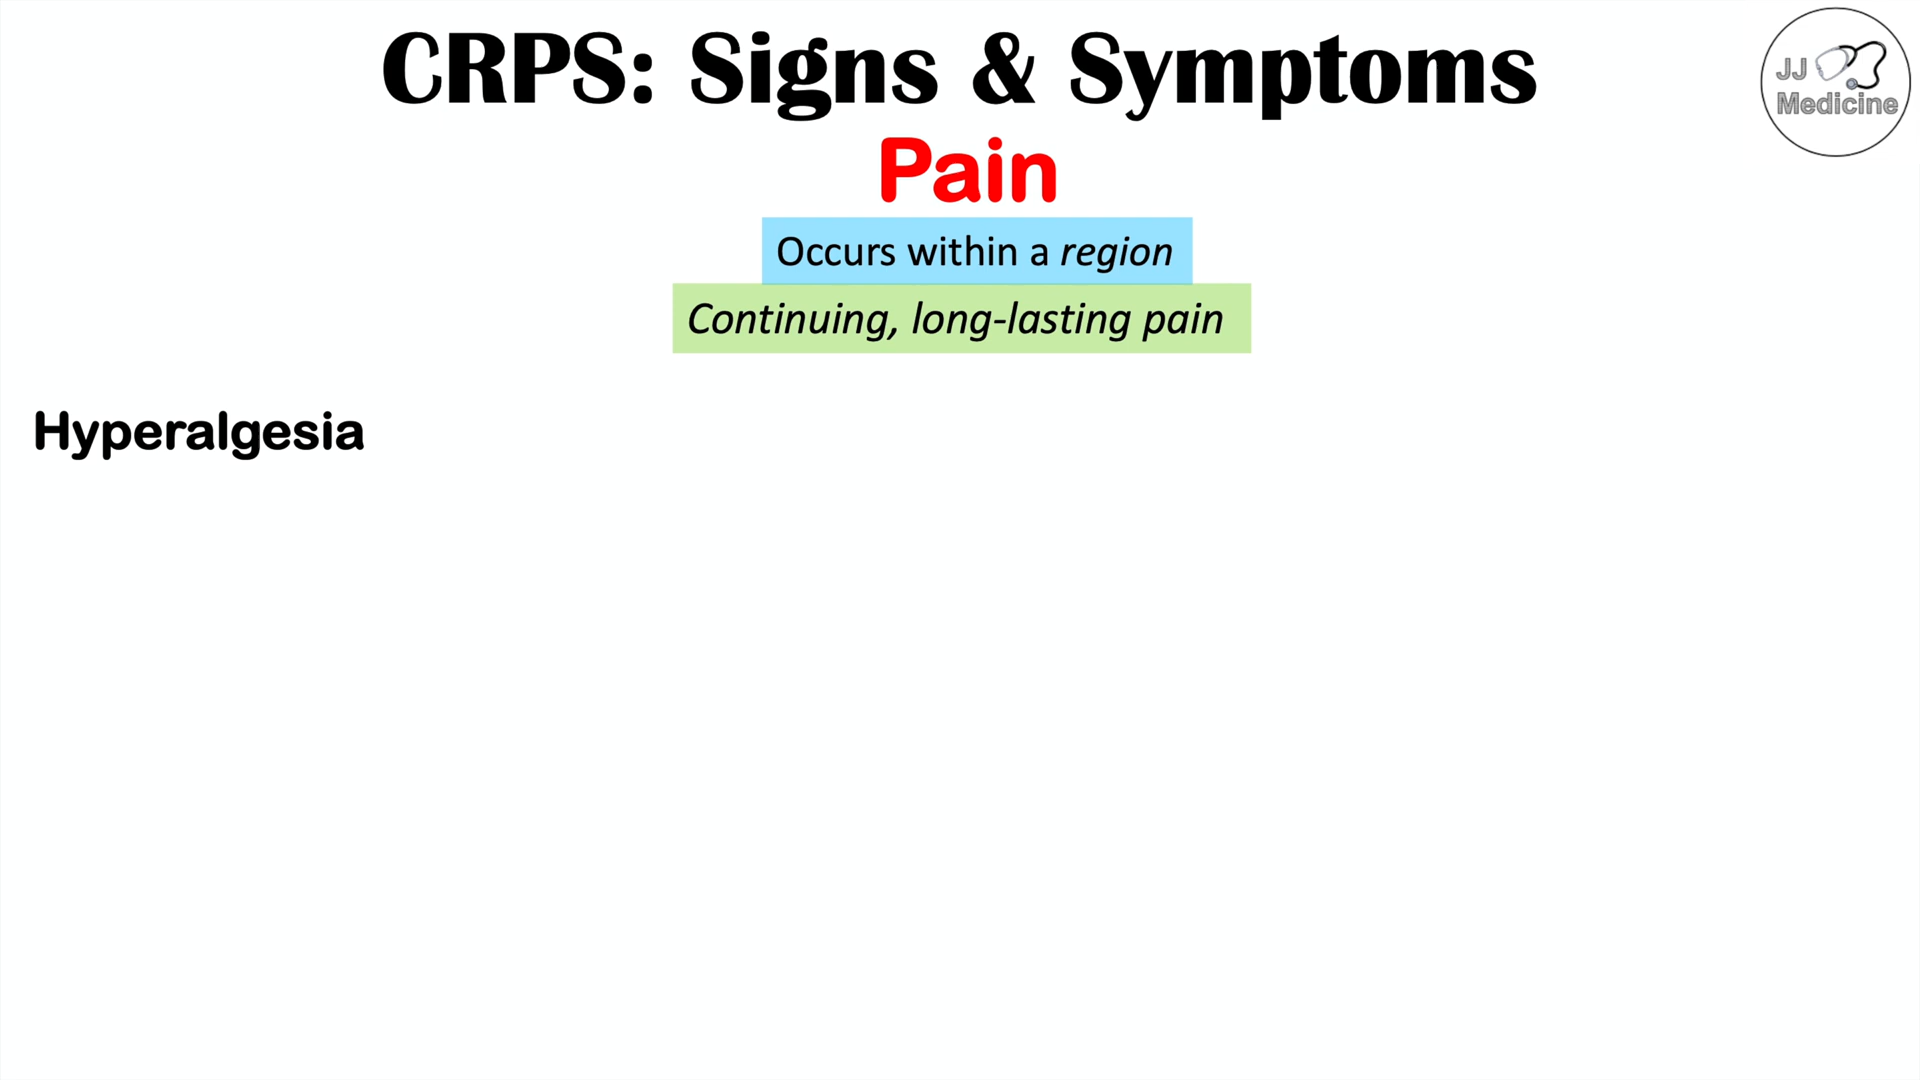 CRPS: Signs & Symptoms
JJ
Medicine
Pain
Occurs within a region
Continuing, long-lasting pain
Hyperalgesia